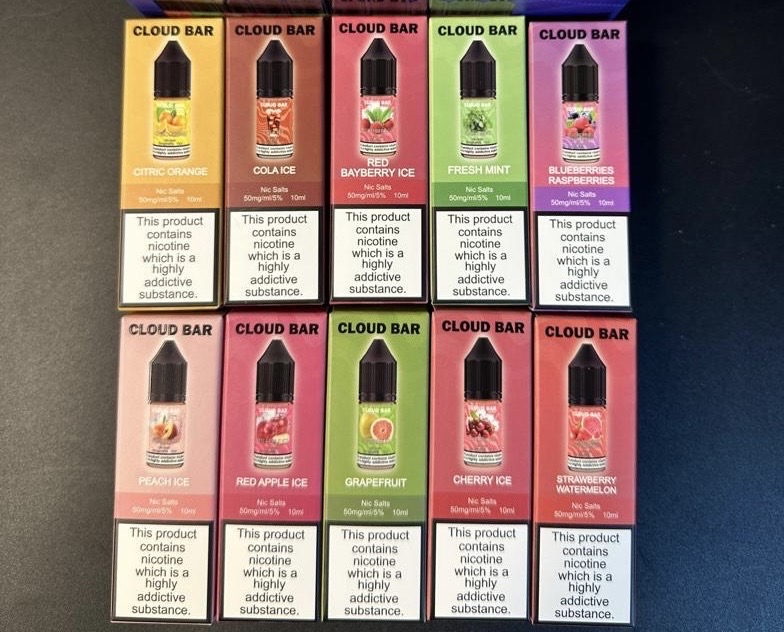 CLOUD BAR
CITRIC ORANGE
Nic Salts
50mg/ml/5% 10ml
This product
contains
nicotine
which is a
highly
addictive
substance.
CLOUD BAR
COLA ICE
Nic Salts
50mg/ml/5% 10ml
This product
contains
nicotine
which is a
highly
addictive
substance.
CLOUD BAR
RED
BAYBERRY ICE
Nic Salts
50mg/ml/5% 10ml
This product
contains
nicotine
which is a
highly
addictive
substance.
CLOUD BAR
FRESH MINT
Nic Salts
50mg/ml/5% 10ml
This product
contains
nicotine
which is a
highly
addictive
substance.
CLOUD BAR
BLUEBERRIES
RASPBERRIES
Nic Salts
50mg/ml/5% 10ml
This product
contains
nicotine
which is a
highly
addictive
substance.
CLOUD BAR
PEACH ICE
Nic Salts
50mg/ml/5% 10ml
This product
contains
nicotine
which is a
highly
addictive
substance.
CLOUD BAR
RED APPLE ICE
Nic Salts
50mg/ml/5% 10ml
This product
contains
nicotine
which is a
highly
addictive
substance.
CLOUD BAR
GRAPEFRUIT
Nic Salts
50mg/ml/5% 10ml
This product
contains
nicotine
which is a
highly
addictive
substance.
CLOUD BAR
CHERRY ICE
Nic Salts
50mg/ml/5% 10ml
This product
contains
nicotine
which is a
highly
addictive
substance.
CLOUD BAR
STRAWBERRY
WATERMELON
Nic Salts
50mg/ml/5% 10ml
This product
contains
nicotine
which is a
highly
addictive
substance.